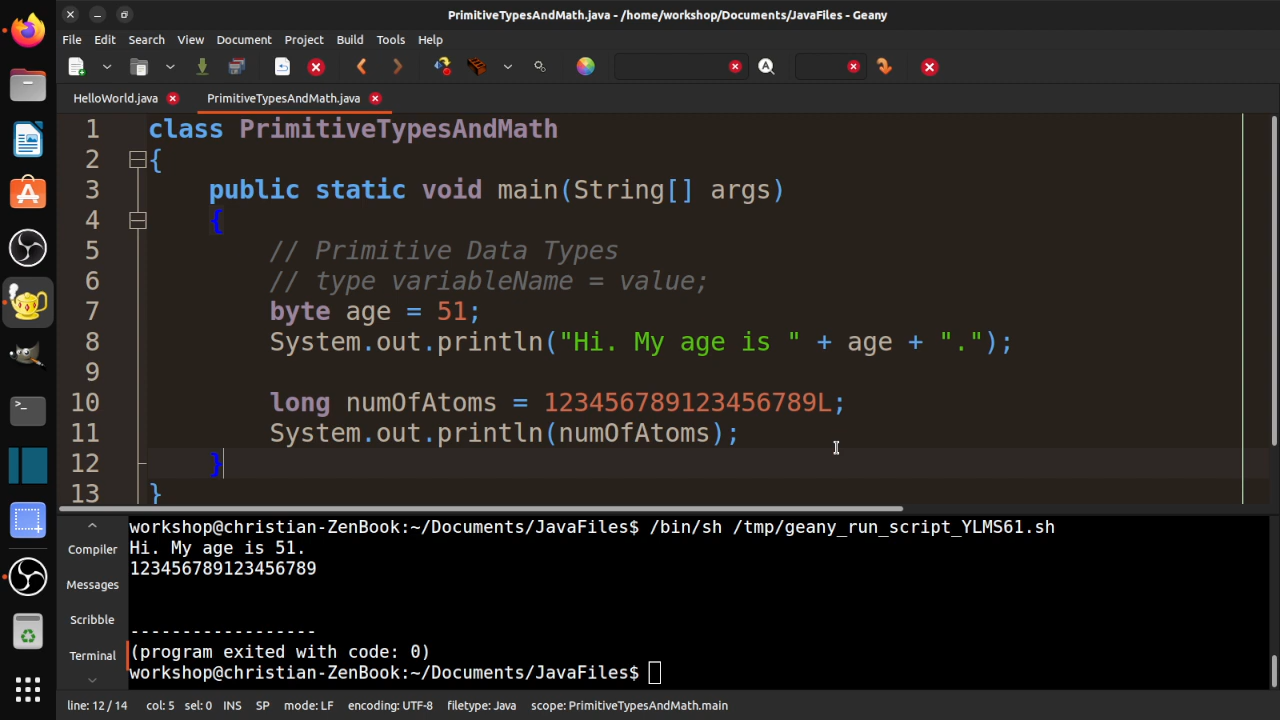 PrimitiveTypesAndMath.java - /home/workshop/Documents/JavaFiles - Geany
File Edit Search View Document Project Build Tools Help
HelloWorld.java PrimitiveTypesAndMath.java
1 class PrimitiveTypesAndMath
2 {
3 public static void main(String[] args)
4 {
5 // Primitive Data Types
6 // type variableName = value;
7 byte age = 51;
8 System.out.println("Hi. My age is " + age + ".");
9
10 long numOfAtoms = 123456789123456789L;
11 System.out.println(numOfAtoms);
12 }
13 }
Compiler
Messages
Scribble
Terminal
workshop@christian-ZenBook:~/Documents/JavaFiles$ /bin/sh /tmp/geany_run_script_YLMS61.sh
Hi. My age is 51.
123456789123456789
------------------
(program exited with code: 0)
workshop@christian-ZenBook:~/Documents/JavaFiles$
line: 12 / 14 col: 5 sel: 0 INS SP mode: LF encoding: UTF-8 filetype: Java scope: PrimitiveTypesAndMath.main